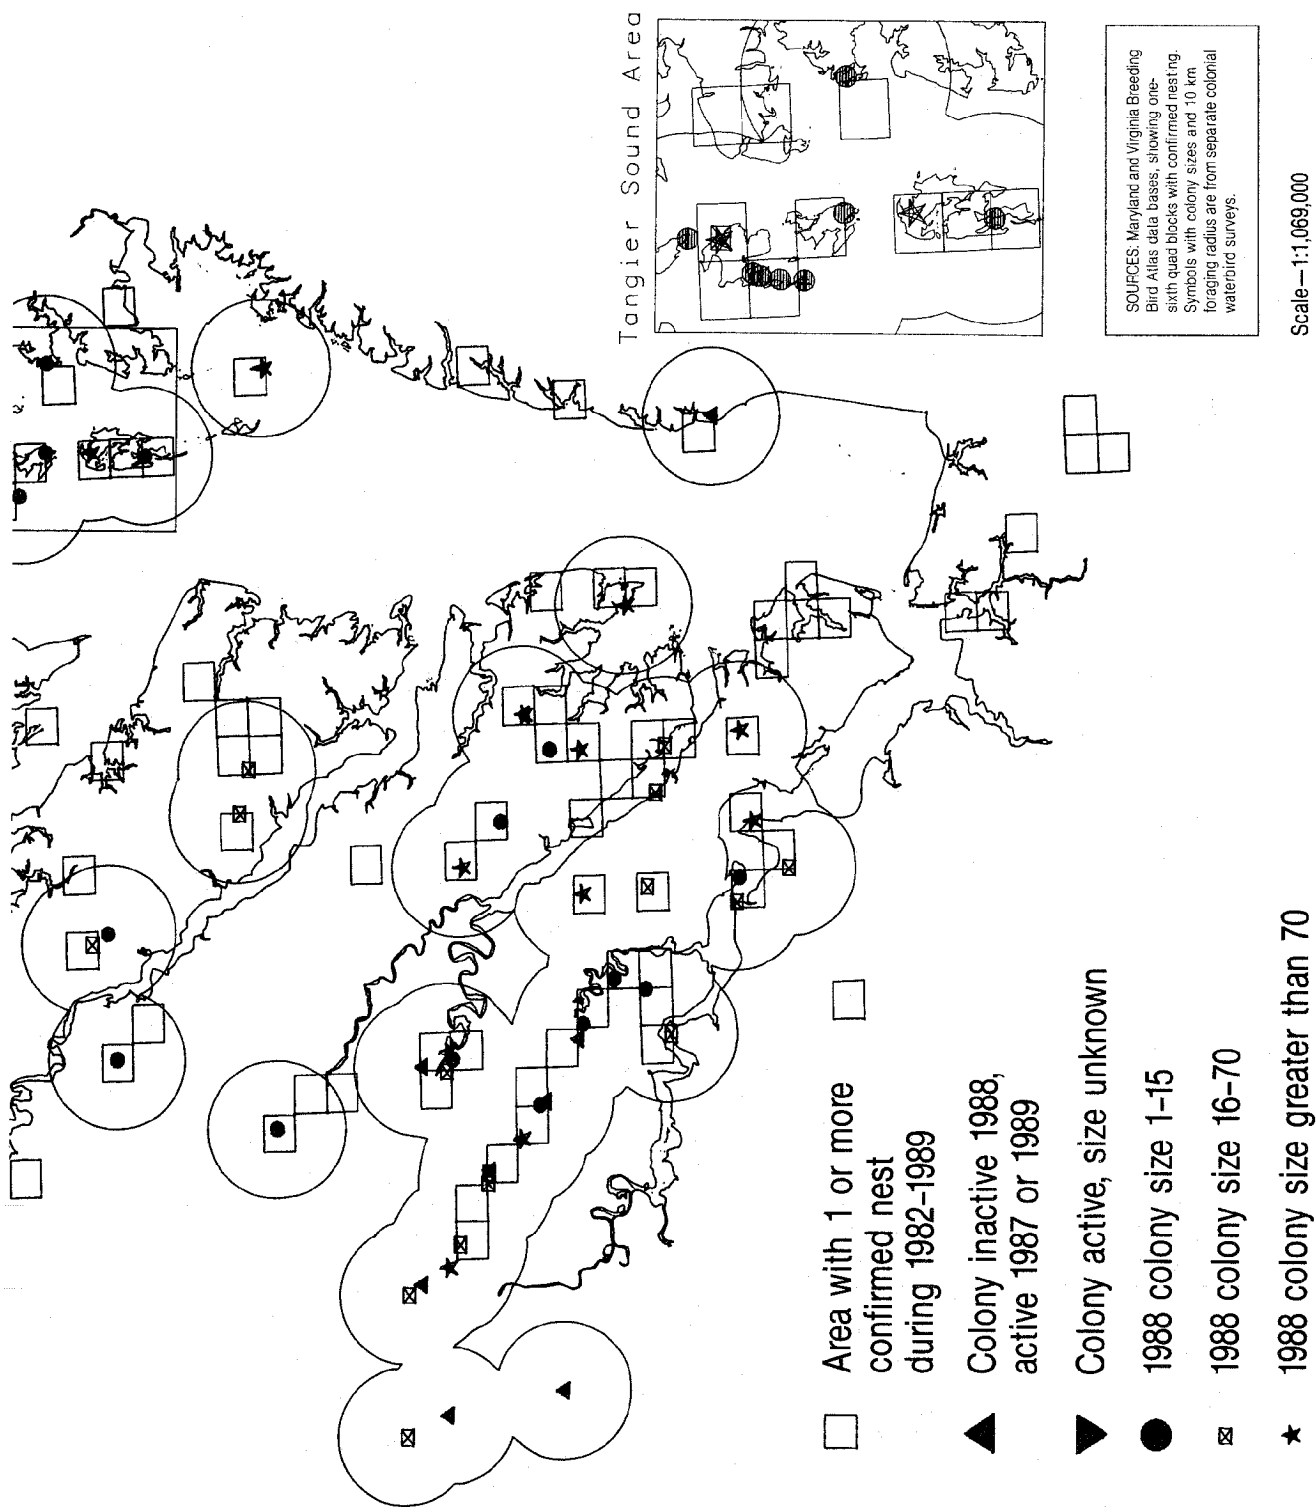 Tangier Sound Area
SOURCES: Maryland and Virginia Breeding
Bird Atlas data bases, showing one-
sixth quad blocks with confirmed nesting.
Symbols with colony sizes and 10 km
foraging radius are from separate colonial
waterbird surveys.
Scale—1:1,069,000
Area with 1 or more
confirmed nest
during 1982–1989
Colony inactive 1988,
active 1987 or 1989
Colony active, size unknown
1988 colony size 1–15
1988 colony size 16–70
1988 colony size greater than 70